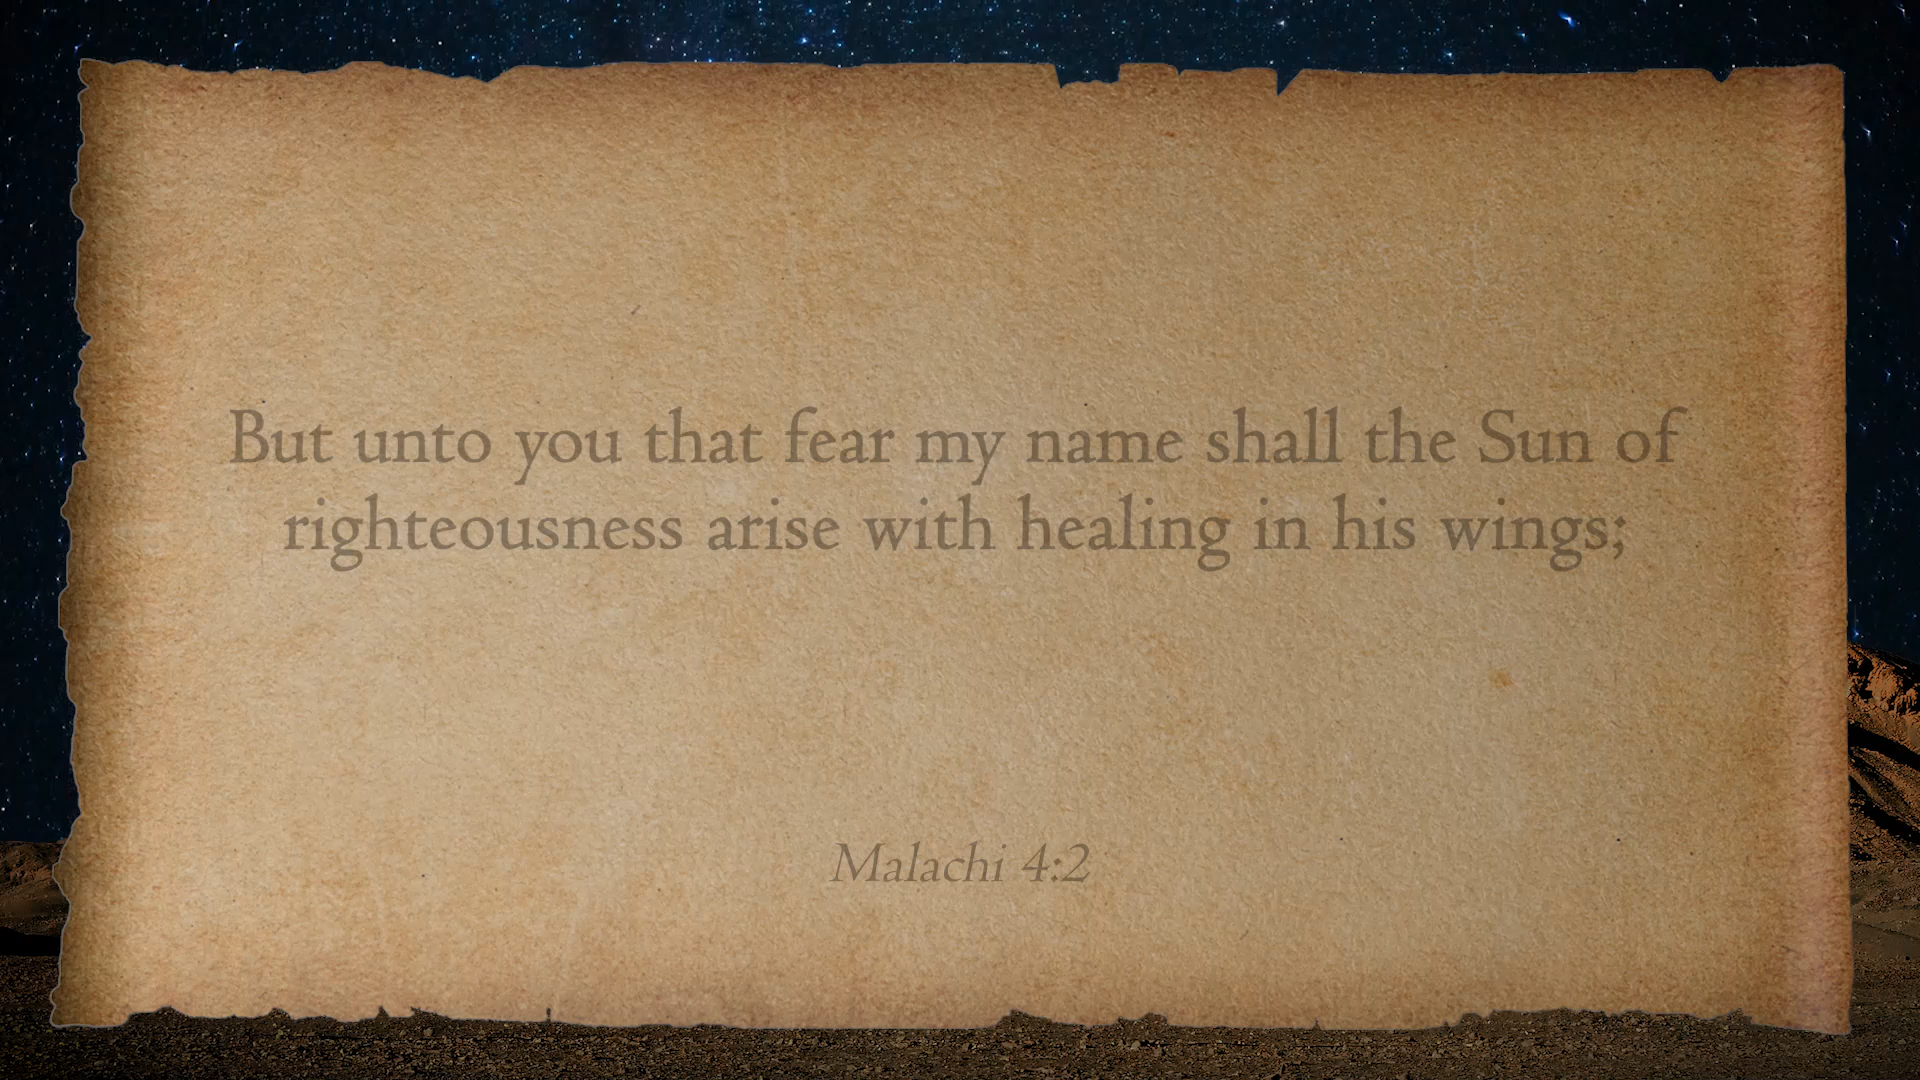 But unto you that fear my name shall the Sun of
righteousness arise with healing in his wings;
Malachi 4:2